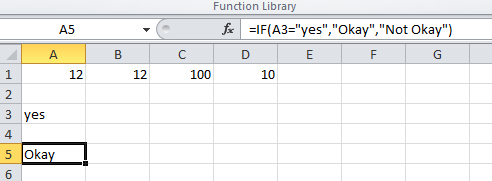 Function Library
A5 fx =IF(A3="yes","Okay","Not Okay")
A B C D E F G
1 12 12 100 10
2
3 yes
4
5 Okay
6